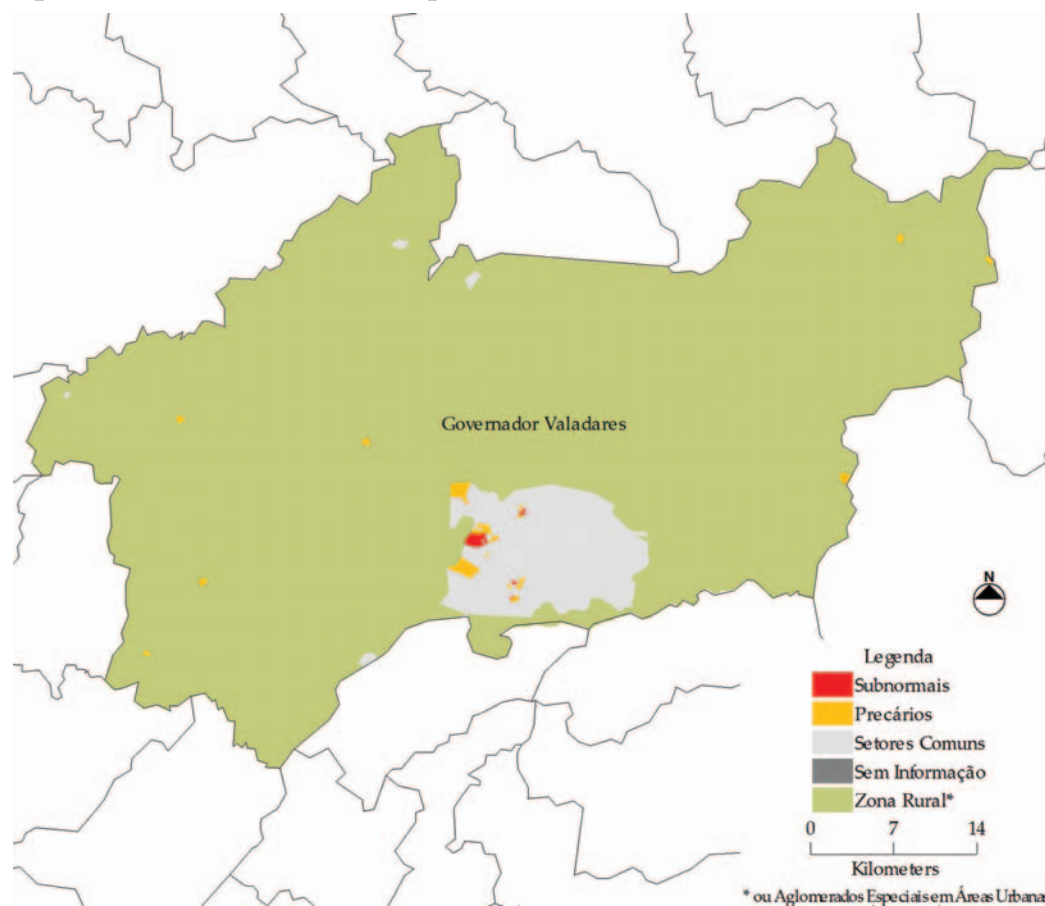 Governador Valadares
N
Legenda
Subnormais
Precários
Setores Comuns
Sem Informação
Zona Rural*
0 7 14
Kilometers
* ou Aglomerados Especiais em Áreas Urbanas